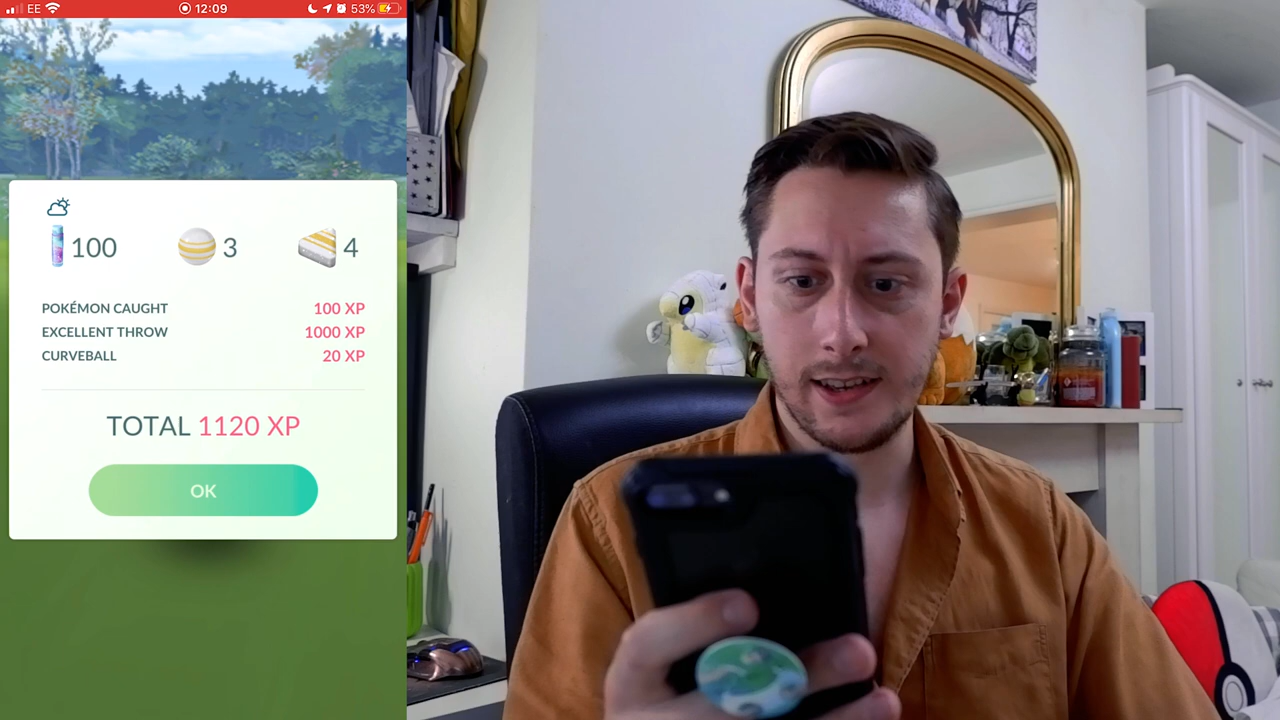 EE 12:09 53%
100 3 4
POKÉMON CAUGHT 100 XP
EXCELLENT THROW 1000 XP
CURVEBALL 20 XP
TOTAL 1120 XP
OK